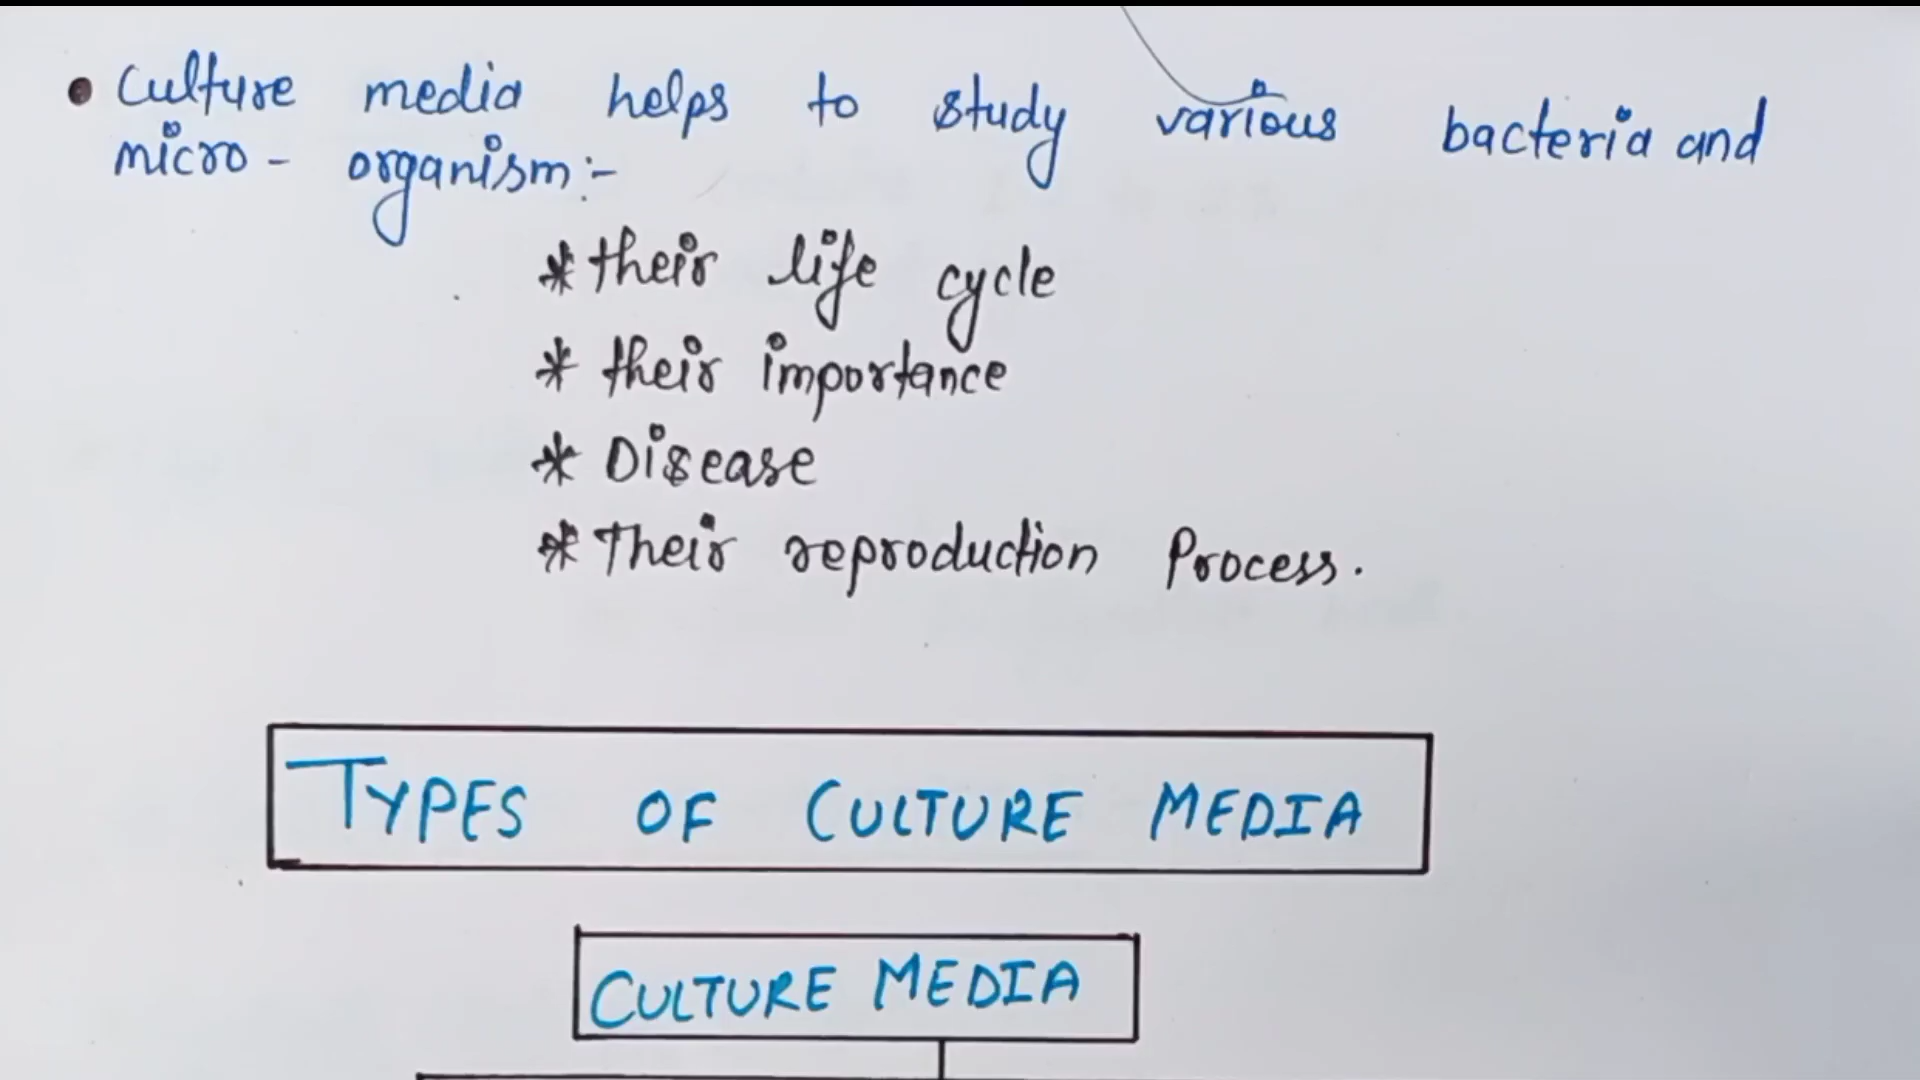 • Culture media helps to study various bacteria and
micro - organism :-
* their life cycle
* their importance
* Disease
* Their reproduction Process.
TYPES OF CULTURE MEDIA
CULTURE MEDIA